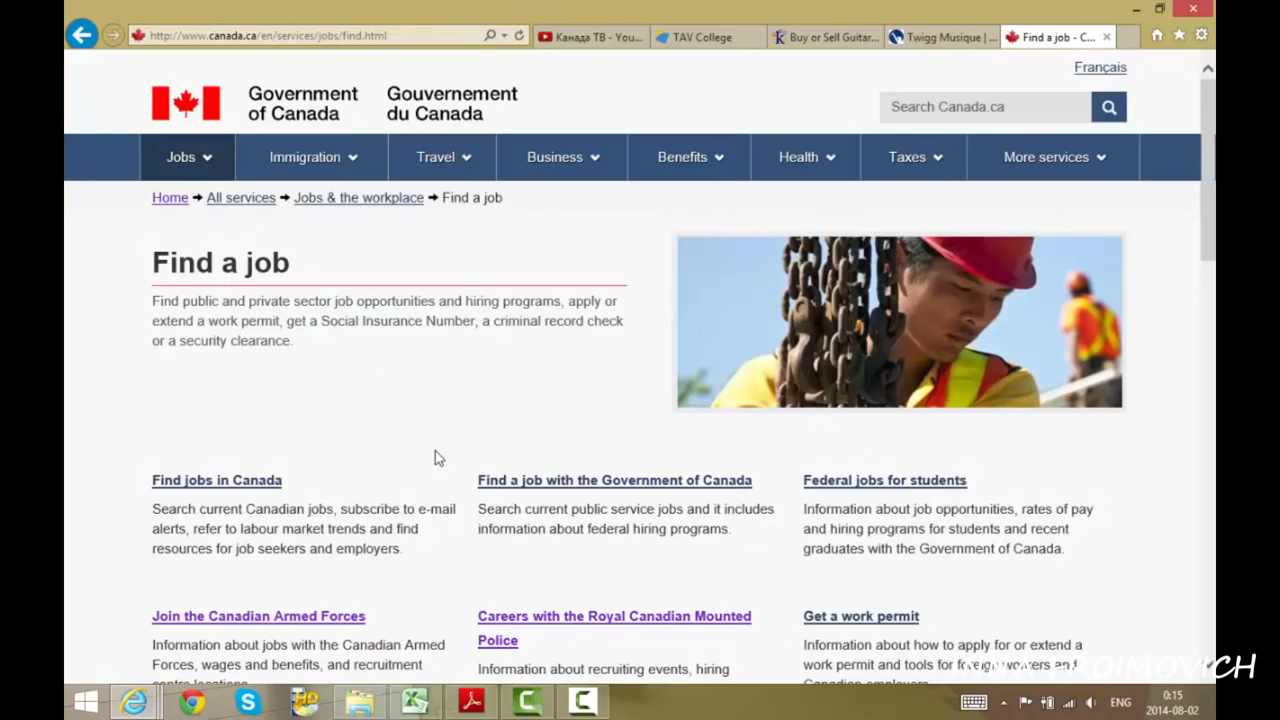 http://www.canada.ca/en/services/jobs/find.html
Канада ТВ - You...
TAV College
Buy or Sell Guitar...
Twigg Musique | ...
Find a job - C...
Français
Government of Canada
Gouvernement du Canada
Search Canada.ca
Jobs
Immigration
Travel
Business
Benefits
Health
Taxes
More services
Home All services Jobs & the workplace Find a job
Find a job
Find public and private sector job opportunities and hiring programs, apply or
extend a work permit, get a Social Insurance Number, a criminal record check
or a security clearance.
Find jobs in Canada
Search current Canadian jobs, subscribe to e-mail
alerts, refer to labour market trends and find
resources for job seekers and employers.
Find a job with the Government of Canada
Search current public service jobs and it includes
information about federal hiring programs.
Federal jobs for students
Information about job opportunities, rates of pay
and hiring programs for students and recent
graduates with the Government of Canada.
Join the Canadian Armed Forces
Information about jobs with the Canadian Armed
Forces, wages and benefits, and recruitment
Careers with the Royal Canadian Mounted
Police
Information about recruiting events, hiring
Get a work permit
Information about how to apply for or extend a
work permit and tools for
ENG
0:15
2014-08-02